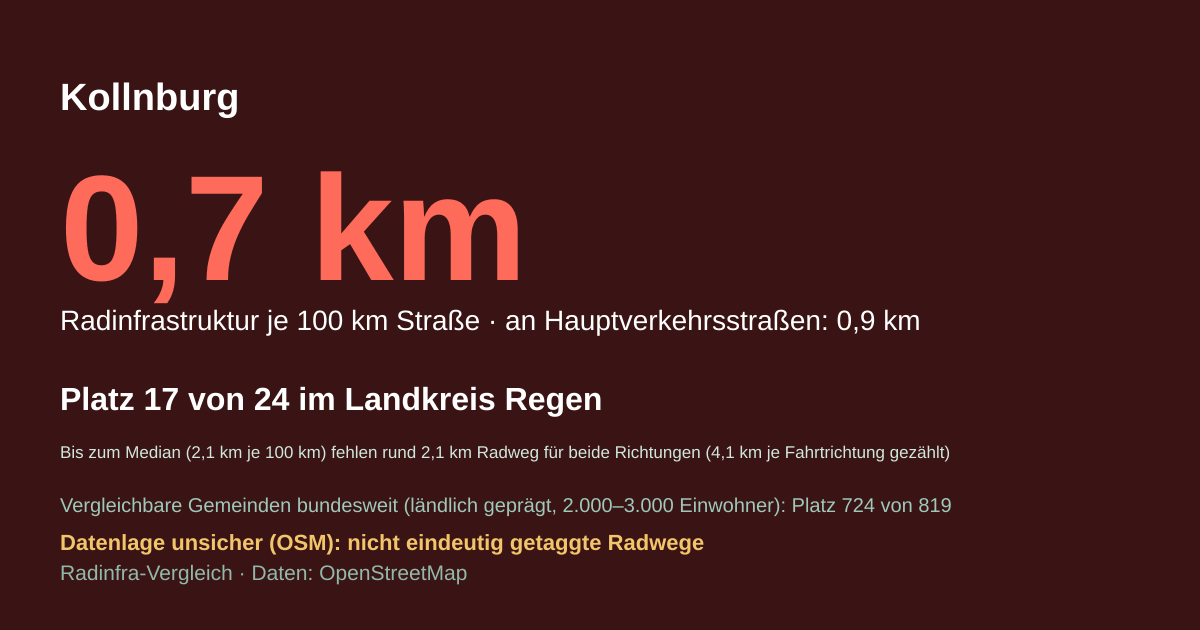 Kollnburg
0,7 km
Radinfrastruktur je 100 km Straße · an Hauptverkehrsstraßen: 0,9 km
Platz 17 von 24 im Landkreis Regen
Bis zum Median (2,1 km je 100 km) fehlen rund 2,1 km Radweg für beide Richtungen (4,1 km je Fahrtrichtung gezählt)
Vergleichbare Gemeinden bundesweit (ländlich geprägt, 2.000–3.000 Einwohner): Platz 724 von 819
Datenlage unsicher (OSM): nicht eindeutig getaggte Radwege
Radinfra-Vergleich · Daten: OpenStreetMap